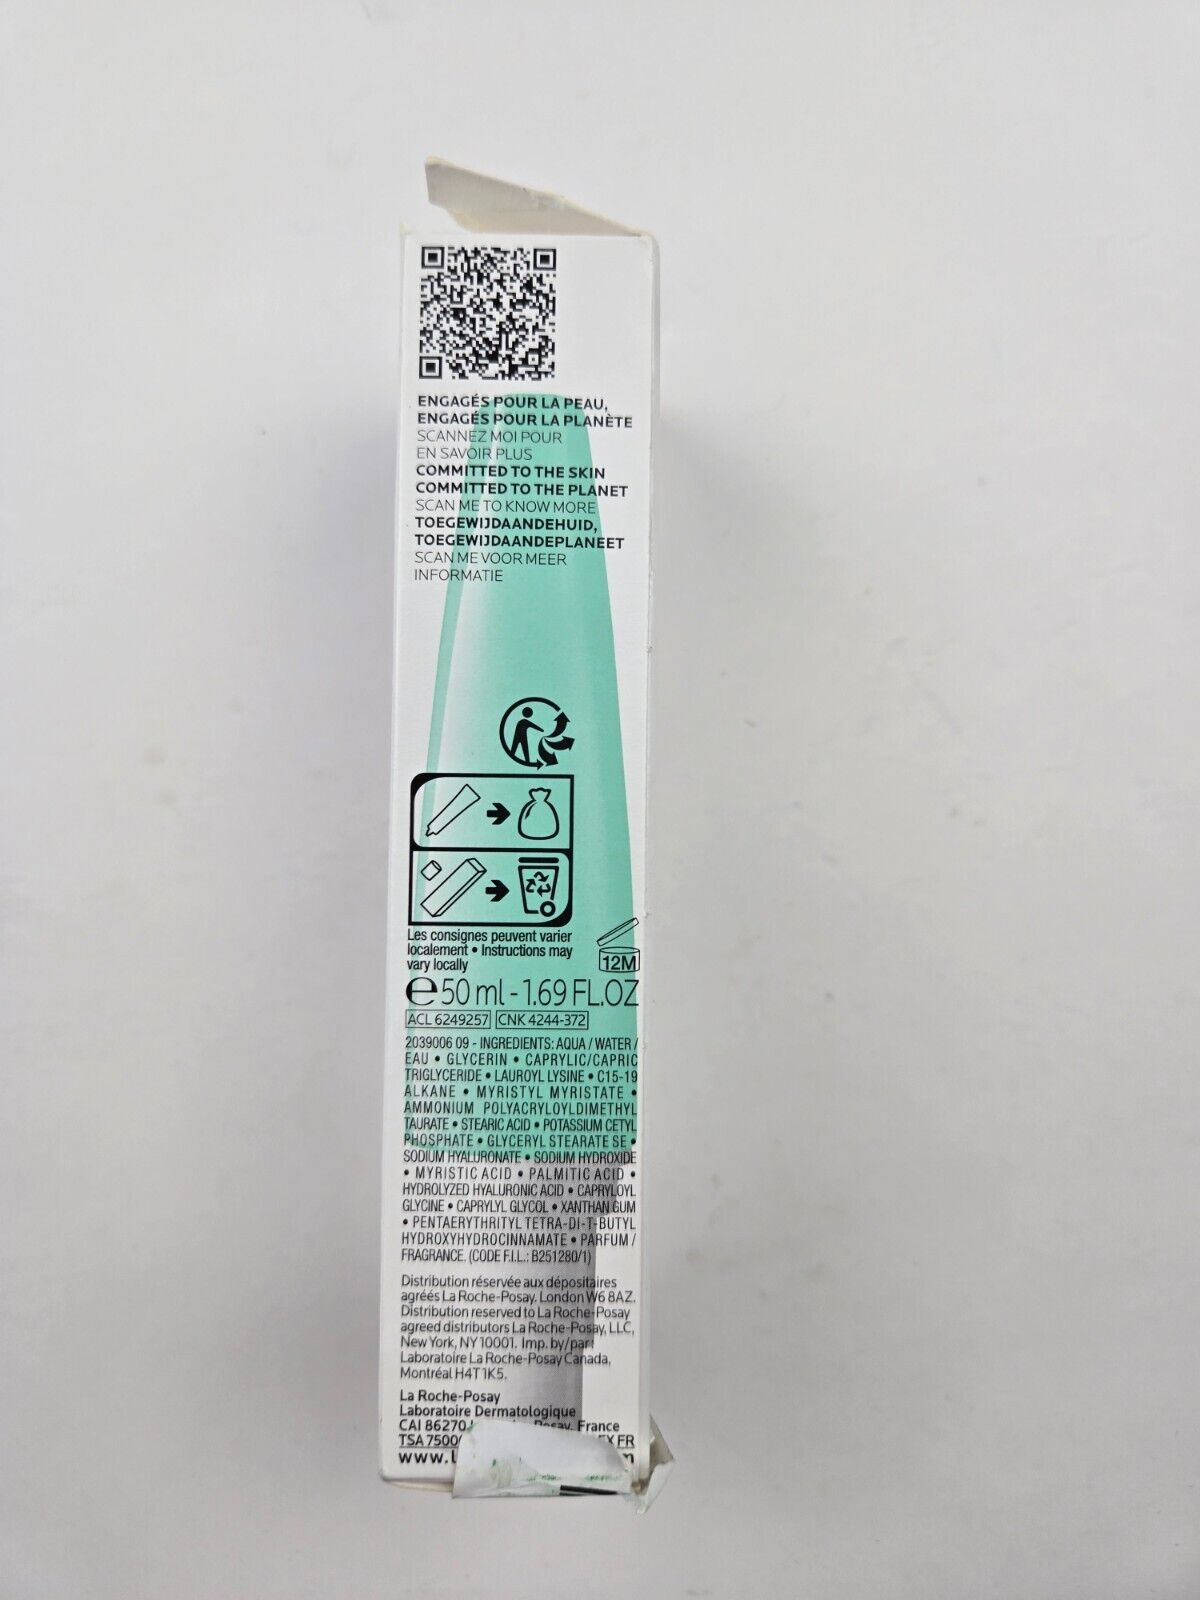 ENGAGÉS POUR LA PEAU,
ENGAGÉS POUR LA PLANÈTE
SCANNEZ MOI POUR
EN SAVOIR PLUS
COMMITTED TO THE SKIN
COMMITTED TO THE PLANET
SCAN ME TO KNOW MORE
TOEGEWIJDAANDEHUID,
TOEGEWIJDAANDEPLANEET
SCAN ME VOOR MEER
INFORMATIE
Les consignes peuvent varier
localement • Instructions may
vary locally
12M
℮ 50 ml - 1.69 FL.OZ
ACL 6249257 CNK 4244-372
2039006 09 - INGREDIENTS: AQUA / WATER /
EAU • GLYCERIN • CAPRYLIC/CAPRIC
TRIGLYCERIDE • LAUROYL LYSINE • C15-19
ALKANE • MYRISTYL MYRISTATE •
AMMONIUM POLYACRYLOYLDIMETHYL
TAURATE • STEARIC ACID • POTASSIUM CETYL
PHOSPHATE • GLYCERYL STEARATE SE •
SODIUM HYALURONATE • SODIUM HYDROXIDE
• MYRISTIC ACID • PALMITIC ACID •
HYDROLYZED HYALURONIC ACID • CAPRYLOYL
GLYCINE • CAPRYLYL GLYCOL • XANTHAN GUM
• PENTAERYTHRITYL TETRA-DI-T-BUTYL
HYDROXYHYDROCINNAMATE • PARFUM /
FRAGRANCE. (CODE F.I.L.: B251280/1)
Distribution réservée aux dépositaires
agréés La Roche-Posay. London W6 8AZ.
Distribution reserved to La Roche-Posay
agreed distributors La Roche-Posay, LLC,
New York, NY 10001. Imp. by/par
Laboratoire La Roche-Posay Canada,
Montréal H4T 1K5.
La Roche-Posay
Laboratoire Dermatologique
CAI 86270 Posay, France
TSA 7500 FR
www.